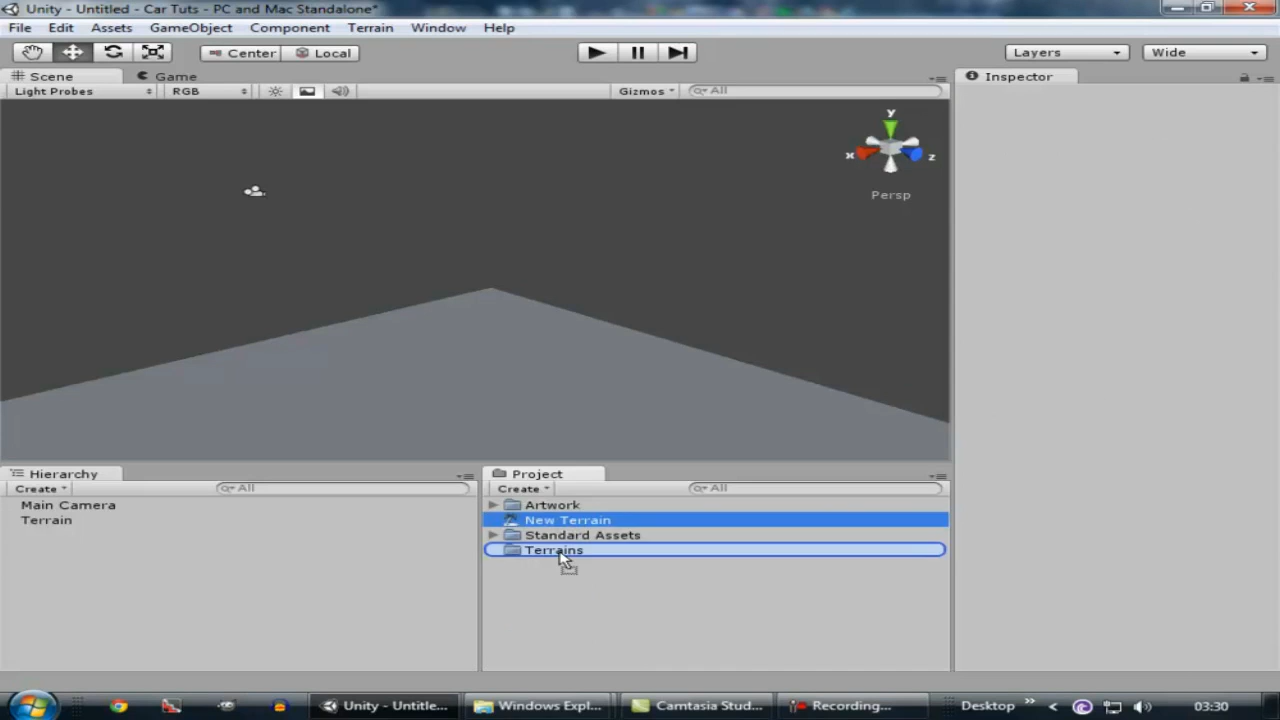 Unity - Untitled - Car Tuts - PC and Mac Standalone*
File Edit Assets GameObject Component Terrain Window Help
Center Local Layers Wide
Scene Game Inspector
Light Probes RGB Gizmos All
y
x z
Persp
Hierarchy Project
Create All Create All
Main Camera Artwork
Terrain New Terrain
Standard Assets
Terrains
Unity - Untitle... Windows Expl... Camtasia Stud... Recording... Desktop » 03:30